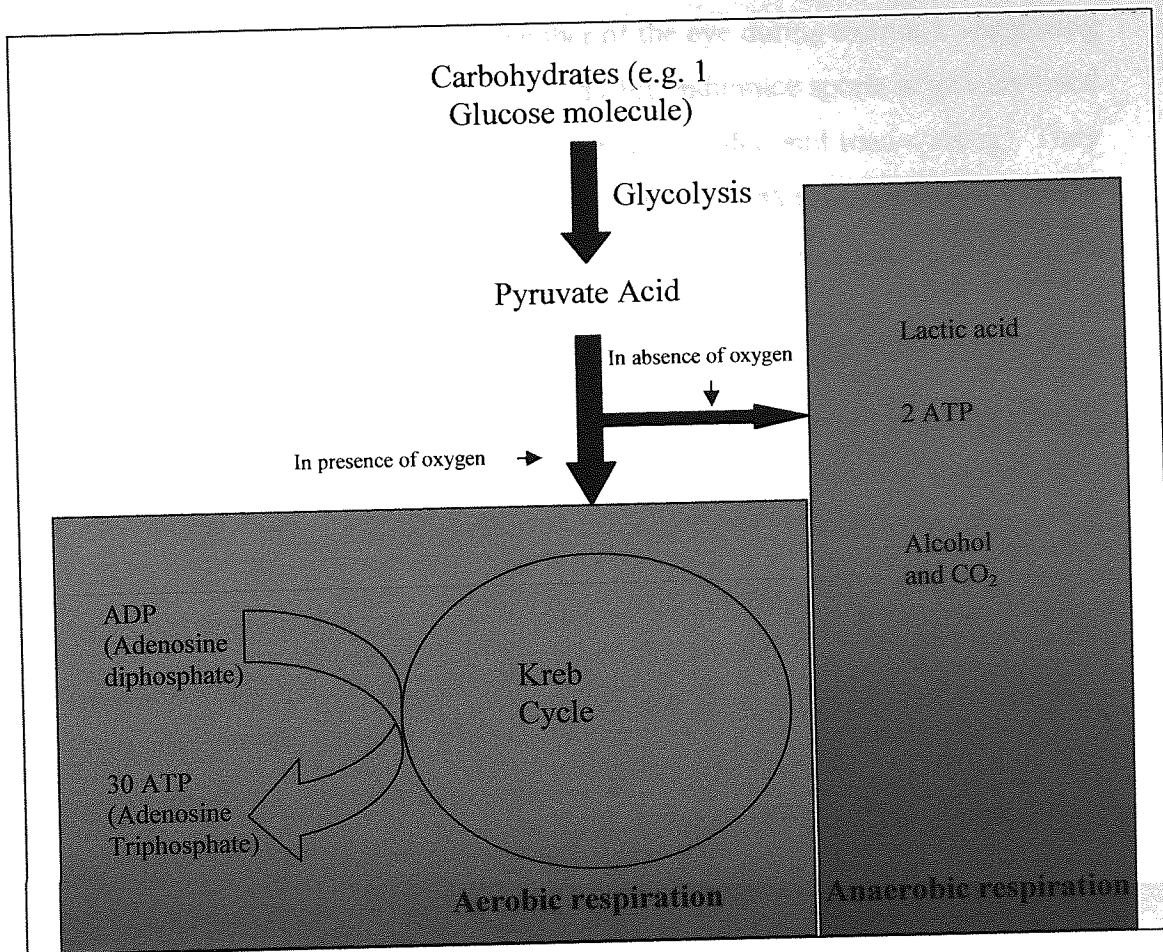 Carbohydrates (e.g. 1
Glucose molecule)
Glycolysis
Pyruvate Acid
In absence of oxygen
In presence of oxygen
Lactic acid
2 ATP
Alcohol
and CO₂
ADP
(Adenosine
diphosphate)
Kreb
Cycle
30 ATP
(Adenosine
Triphosphate)
Aerobic respiration
Anaerobic respiration